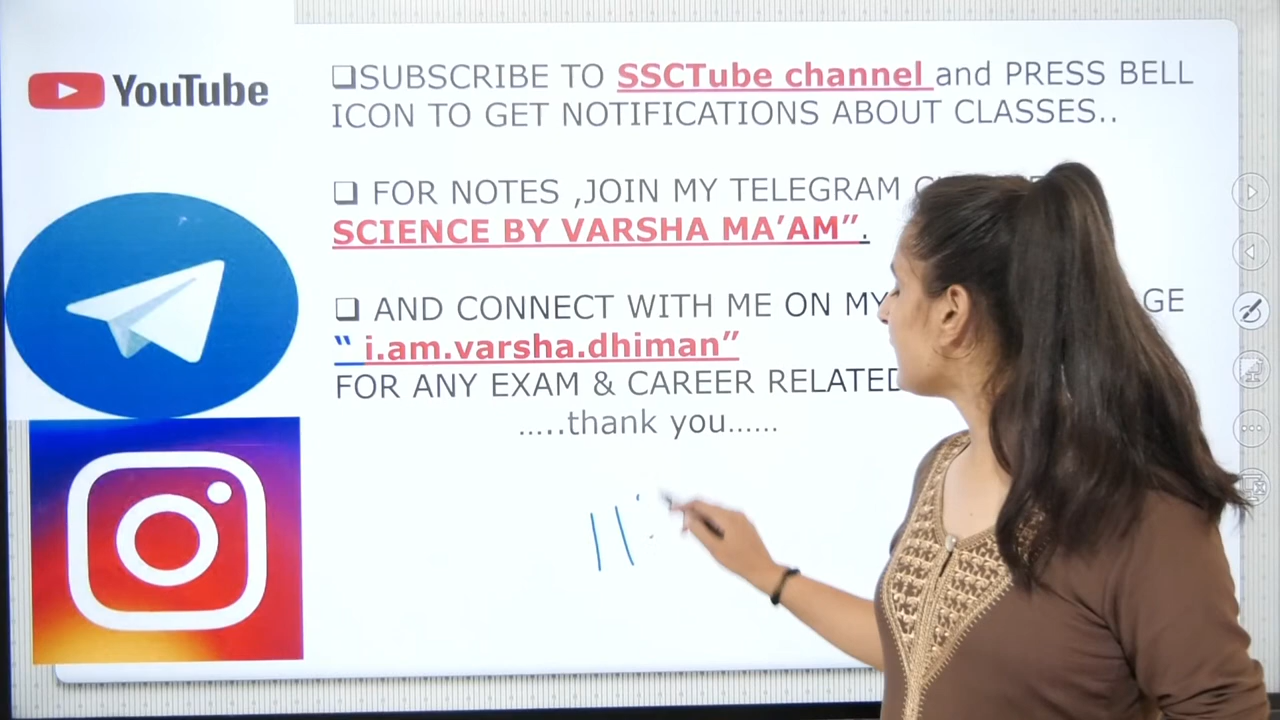 YouTube
❑SUBSCRIBE TO SSCTube channel and PRESS BELL
ICON TO GET NOTIFICATIONS ABOUT CLASSES..
❑ FOR NOTES ,JOIN MY TELEGRAM
SCIENCE BY VARSHA MA’AM”.
❑ AND CONNECT WITH ME ON MY GE
“ i.am.varsha.dhiman”
FOR ANY EXAM & CAREER RELATED
…..thank you……
11: